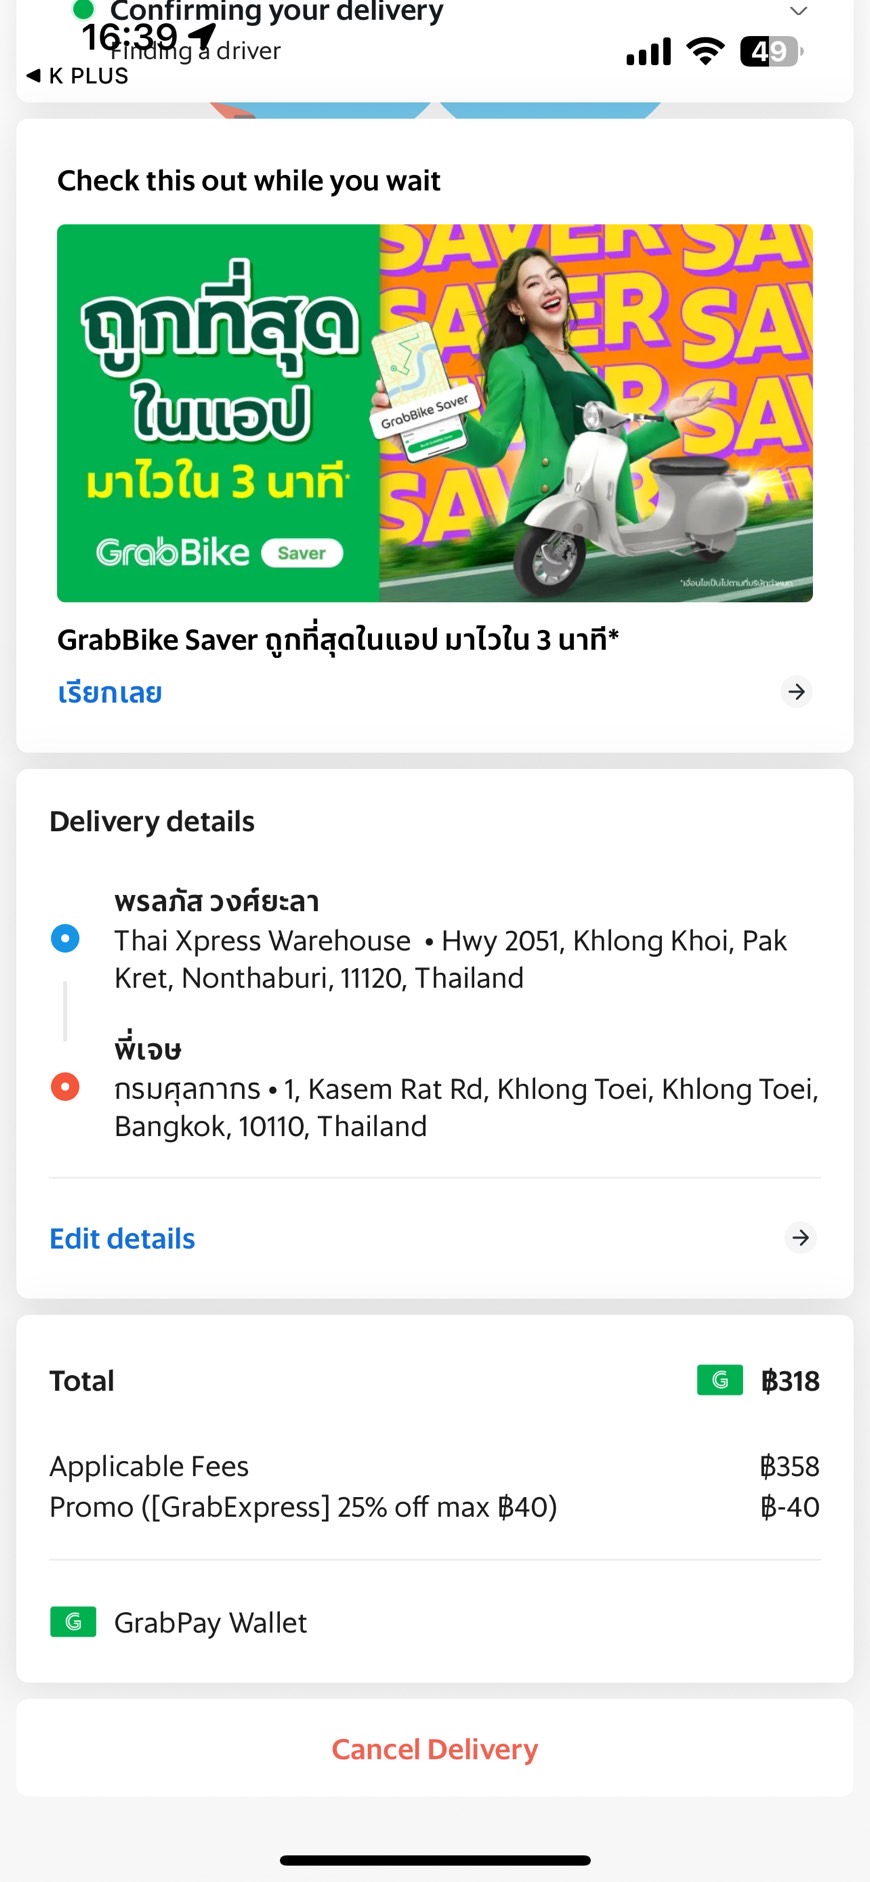 Confirming your delivery
16:39
Finding a driver
49
K PLUS
Check this out while you wait
ถูกที่สุด
ในแอป
มาไวใน 3 นาที*
GrabBike Saver
SAVER SA
SAVER SAV
SAV
SAV
GrabBike Saver
*เงื่อนไขเป็นไปตามที่บริษัทกำหนด
GrabBike Saver ถูกที่สุดในแอป มาไวใน 3 นาที*
เรียกเลย
Delivery details
พรลภัส วงศ์ยะลา
Thai Xpress Warehouse • Hwy 2051, Khlong Khoi, Pak
Kret, Nonthaburi, 11120, Thailand
พี่เจษ
กรมศุลกากร • 1, Kasem Rat Rd, Khlong Toei, Khlong Toei,
Bangkok, 10110, Thailand
Edit details
Total
G ฿318
Applicable Fees
฿358
Promo ([GrabExpress] 25% off max ฿40)
฿-40
G GrabPay Wallet
Cancel Delivery